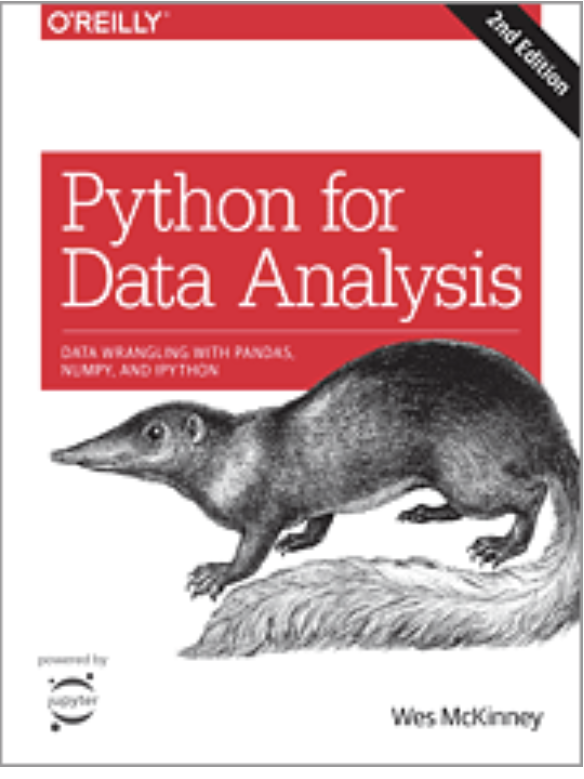 O'REILLY®
2nd Edition
Python for
Data Analysis
DATA WRANGLING WITH PANDAS,
NUMPY, AND IPYTHON
powered by
jupyter
Wes McKinney